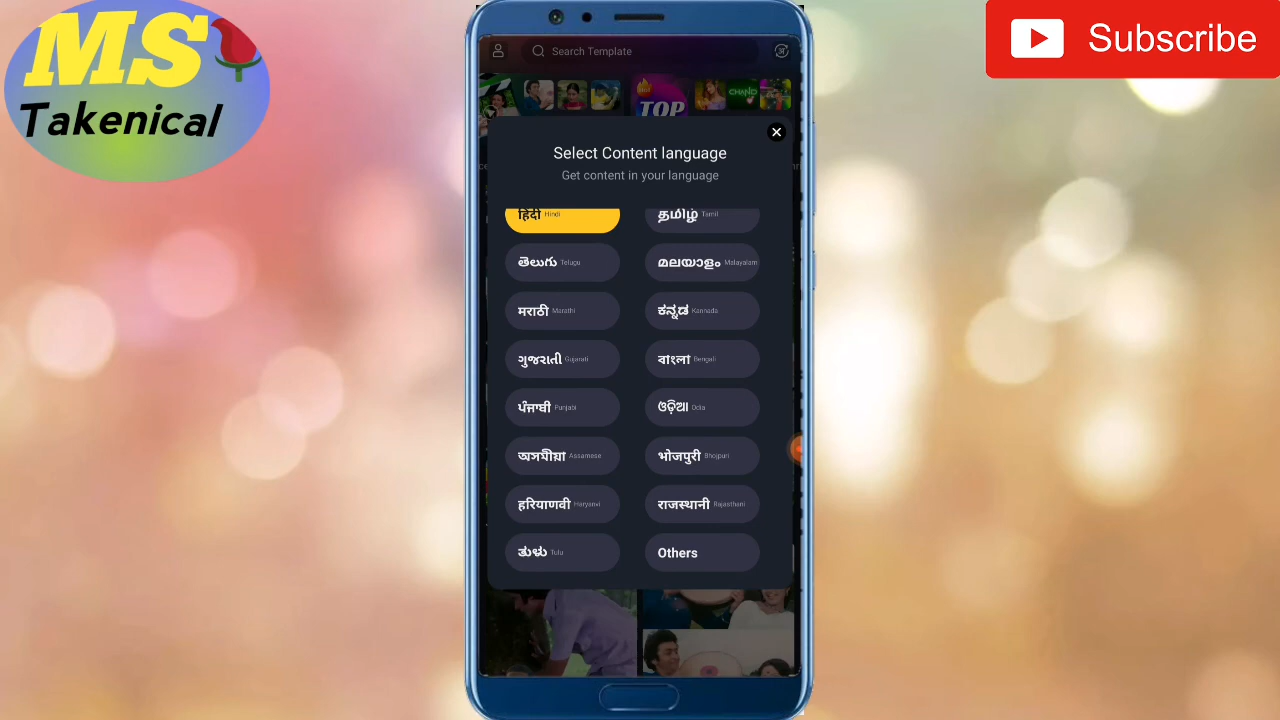 MS
Takenical
Subscribe
Search Template
TOP
CHAND
Select Content language
Get content in your language
हिंदी Hindi
தமிழ் Tamil
తెలుగు Telugu
മലയാളം Malayalam
मराठी Marathi
ಕನ್ನಡ Kannada
ગુજરાતી Gujarati
বাংলা Bengali
ਪੰਜਾਬੀ Punjabi
ଓଡ଼ିଆ Odia
অসমীয়া Assamese
भोजपुरी Bhojpuri
हरियाणवी Haryanvi
राजस्थानी Rajasthani
ತುಳು Tulu
Others